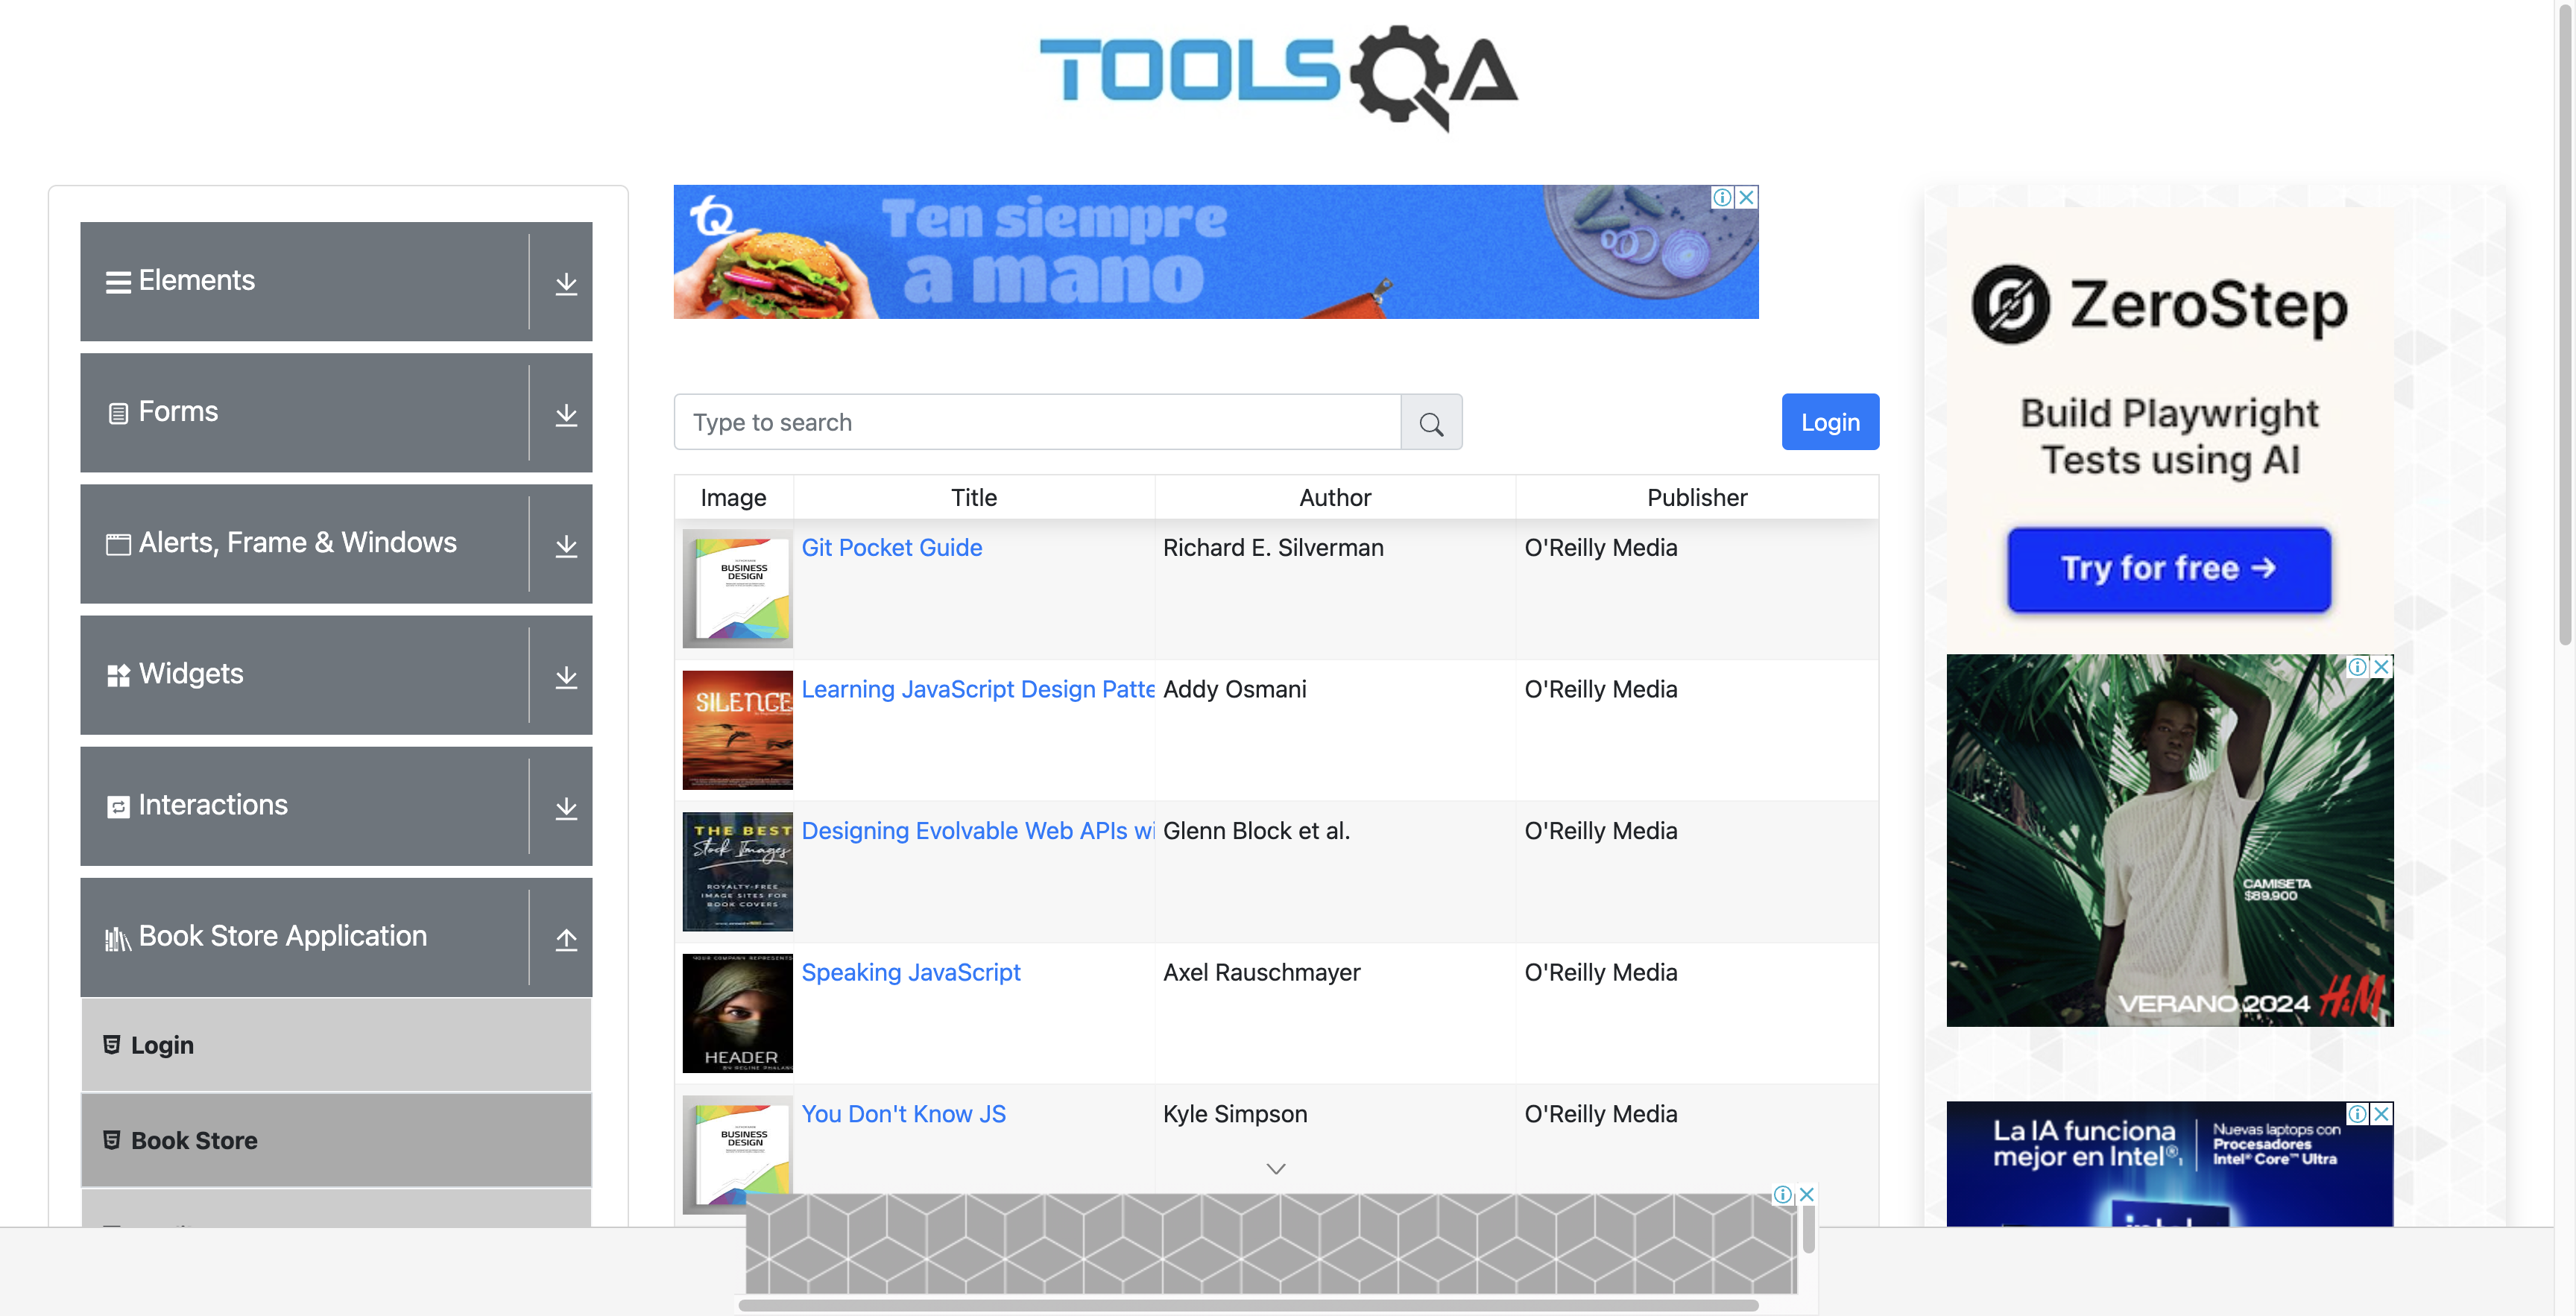 TOOLSQA
Elements
Forms
Alerts, Frame & Windows
Widgets
Interactions
Book Store Application
Login
Book Store
Ten siempre
a mano
Type to search
Login
Image Title Author Publisher
BUSINESS
DESIGN
Git Pocket Guide Richard E. Silverman O'Reilly Media
SILENCE
Learning JavaScript Design Patte Addy Osmani O'Reilly Media
THE BEST
Stock Images
ROYALTY-FREE
IMAGE SITES FOR
BOOK COVERS
Designing Evolvable Web APIs wi Glenn Block et al. O'Reilly Media
YOUR COMPANY REPRESENTS
HEADER
Speaking JavaScript Axel Rauschmayer O'Reilly Media
BUSINESS
DESIGN
You Don't Know JS Kyle Simpson O'Reilly Media
ZeroStep
Build Playwright
Tests using AI
Try for free →
CAMISETA
$89.900
VERANO 2024 H&M
La IA funciona
mejor en Intel®,
Nuevas laptops con
Procesadores
Intel® Core™ Ultra